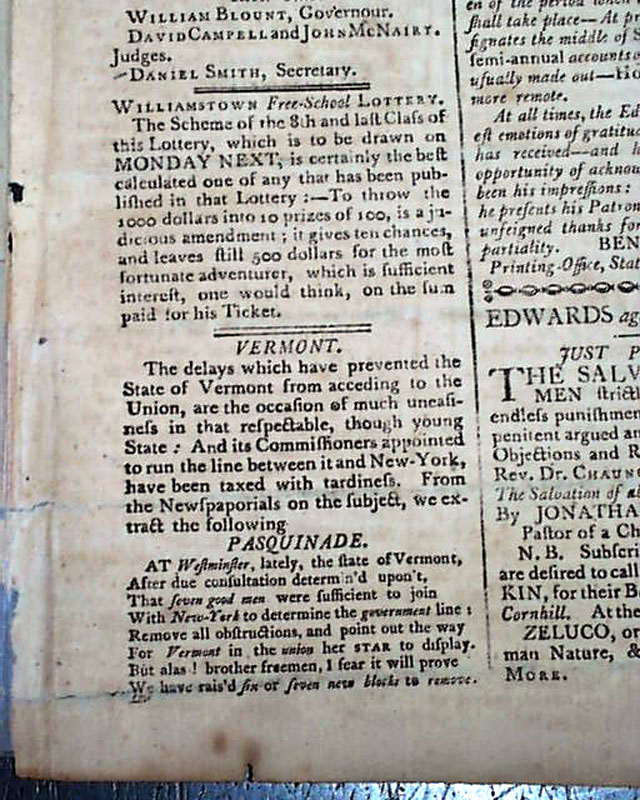 WILLIAM BLOUNT, Governour.
DAVID CAMPELL and JOHN MCNAIRY.
Judges.
DANIEL SMITH, Secretary.
WILLIAMSTOWN Free-School LOTTERY.
The Scheme of the 8th and laſt Claſs of
this Lottery, which is to be drawn on
MONDAY NEXT, is certainly the beſt
calculated one of any that has been pub-
liſhed in that Lottery :—To throw the
1000 dollars into 10 prizes of 100, is a ju-
dicious amendment ; it gives ten chances,
and leaves ſtill 500 dollars for the moſt
fortunate adventurer, which is ſufficient
intereſt, one would think, on the ſum
paid for his Ticket.
VERMONT.
The delays which have prevented the
State of Vermont from acceding to the
Union, are the occaſion of much uneaſi-
neſs in that reſpectable, though young
State : And its Commiſſioners appointed
to run the line between it and New-York,
have been taxed with tardineſs. From
the Newſpaporials on the ſubject, we ex-
tract the following
PASQUINADE.
AT Weſtminſter, lately, the ſtate of Vermont,
After due conſultation determin'd upon't,
That ſeven good men were ſufficient to join
With New-York to determine the government line :
Remove all obſtructions, and point out the way
For Vermont in the union her STAR to diſplay.
But alas ! brother freemen, I fear it will prove
We have rais'd ſix or ſeven new blocks to remove.
en of the period
ſhall take place—At
ſignates the middle of
ſemi-annual accounts
uſually made out—
more remote.
At all times, the Ed
eſt emotions of gratitu
has received—and
opportunity of acknow
been his impreſſions :
he preſents his Patron
unfeigned thanks for
partiality. BEN
Printing-Office, Stat
EDWARDS ag
JUST P
THE SALV
MEN ſtrict
endleſs puniſhme
penitent argued an
Objections and R
Rev. Dr. CHAUN
The Salvation of al
By JONATHA
Paſtor of a Ch
N. B. Subſcri
are deſired to call
KIN, for their B
Cornhill. At the
ZELUCO, or
man Nature, &
MORE.